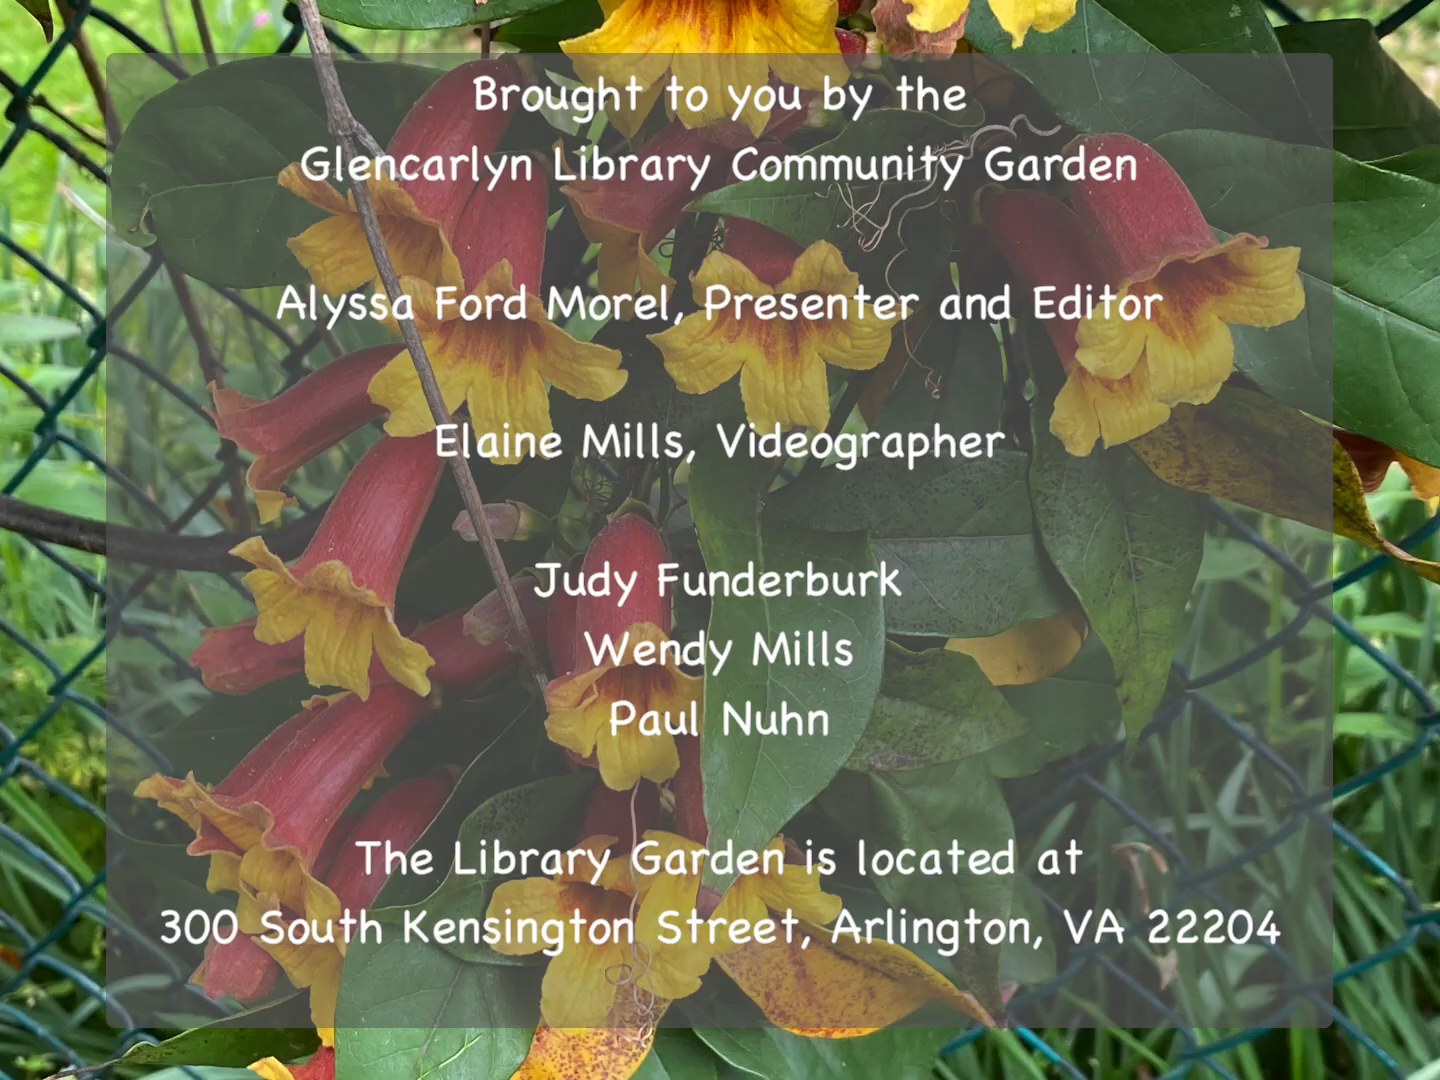 Brought to you by the
Glencarlyn Library Community Garden
Alyssa Ford Morel, Presenter and Editor
Elaine Mills, Videographer
Judy Funderburk
Wendy Mills
Paul Nuhn
The Library Garden is located at
300 South Kensington Street, Arlington, VA 22204